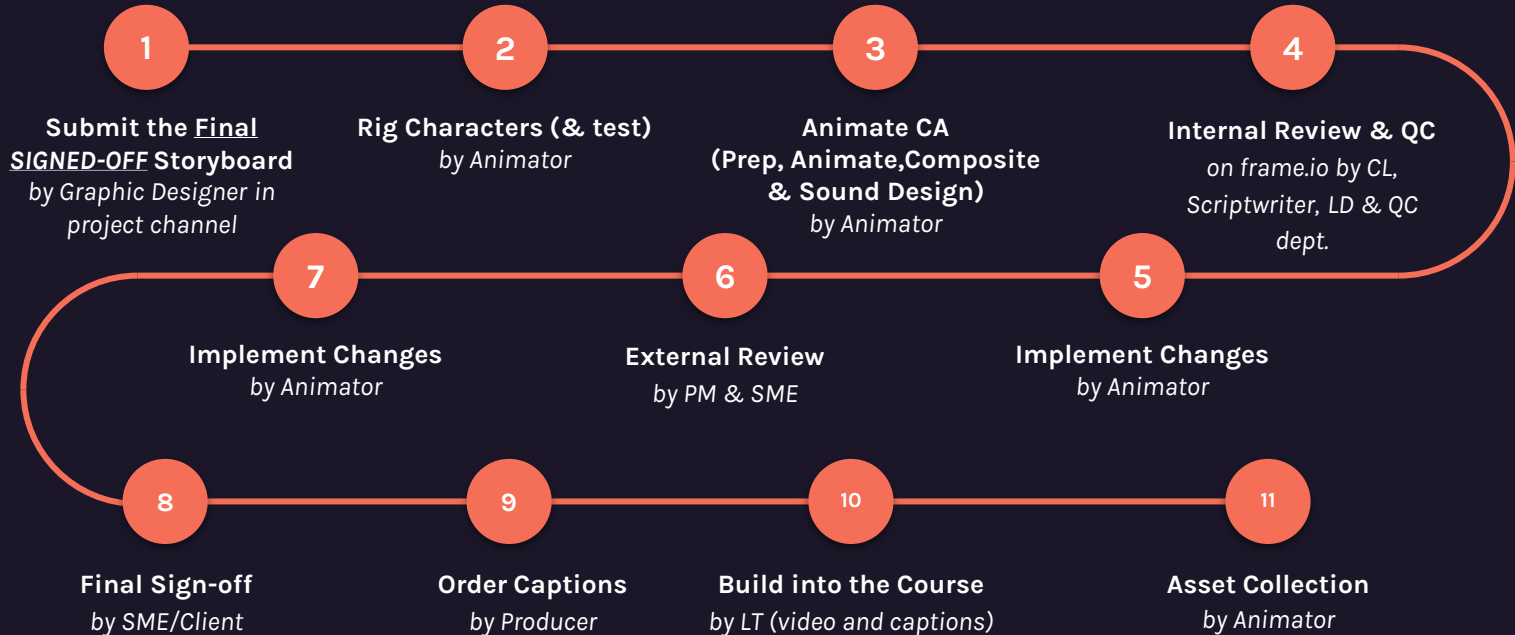 1
Submit the Final
SIGNED-OFF Storyboard
by Graphic Designer in
project channel
2
Rig Characters (& test)
by Animator
3
Animate CA
(Prep, Animate,Composite
& Sound Design)
by Animator
4
Internal Review & QC
on frame.io by CL,
Scriptwriter, LD & QC
dept.
5
Implement Changes
by Animator
6
External Review
by PM & SME
7
Implement Changes
by Animator
8
Final Sign-off
by SME/Client
9
Order Captions
by Producer
10
Build into the Course
by LT (video and captions)
11
Asset Collection
by Animator